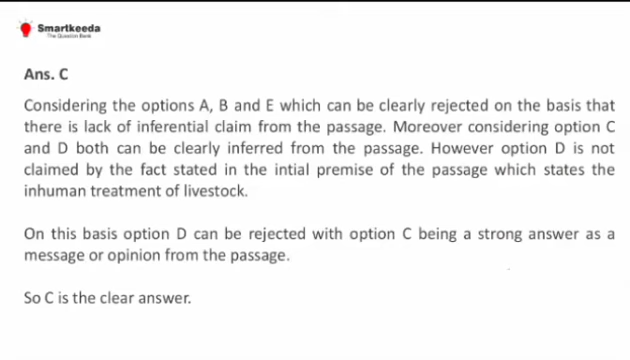 Smartkeeda
The Question Bank
Ans. C
Considering the options A, B and E which can be clearly rejected on the basis that
there is lack of inferential claim from the passage. Moreover considering option C
and D both can be clearly inferred from the passage. However option D is not
claimed by the fact stated in the intial premise of the passage which states the
inhuman treatment of livestock.
On this basis option D can be rejected with option C being a strong answer as a
message or opinion from the passage.
So C is the clear answer.